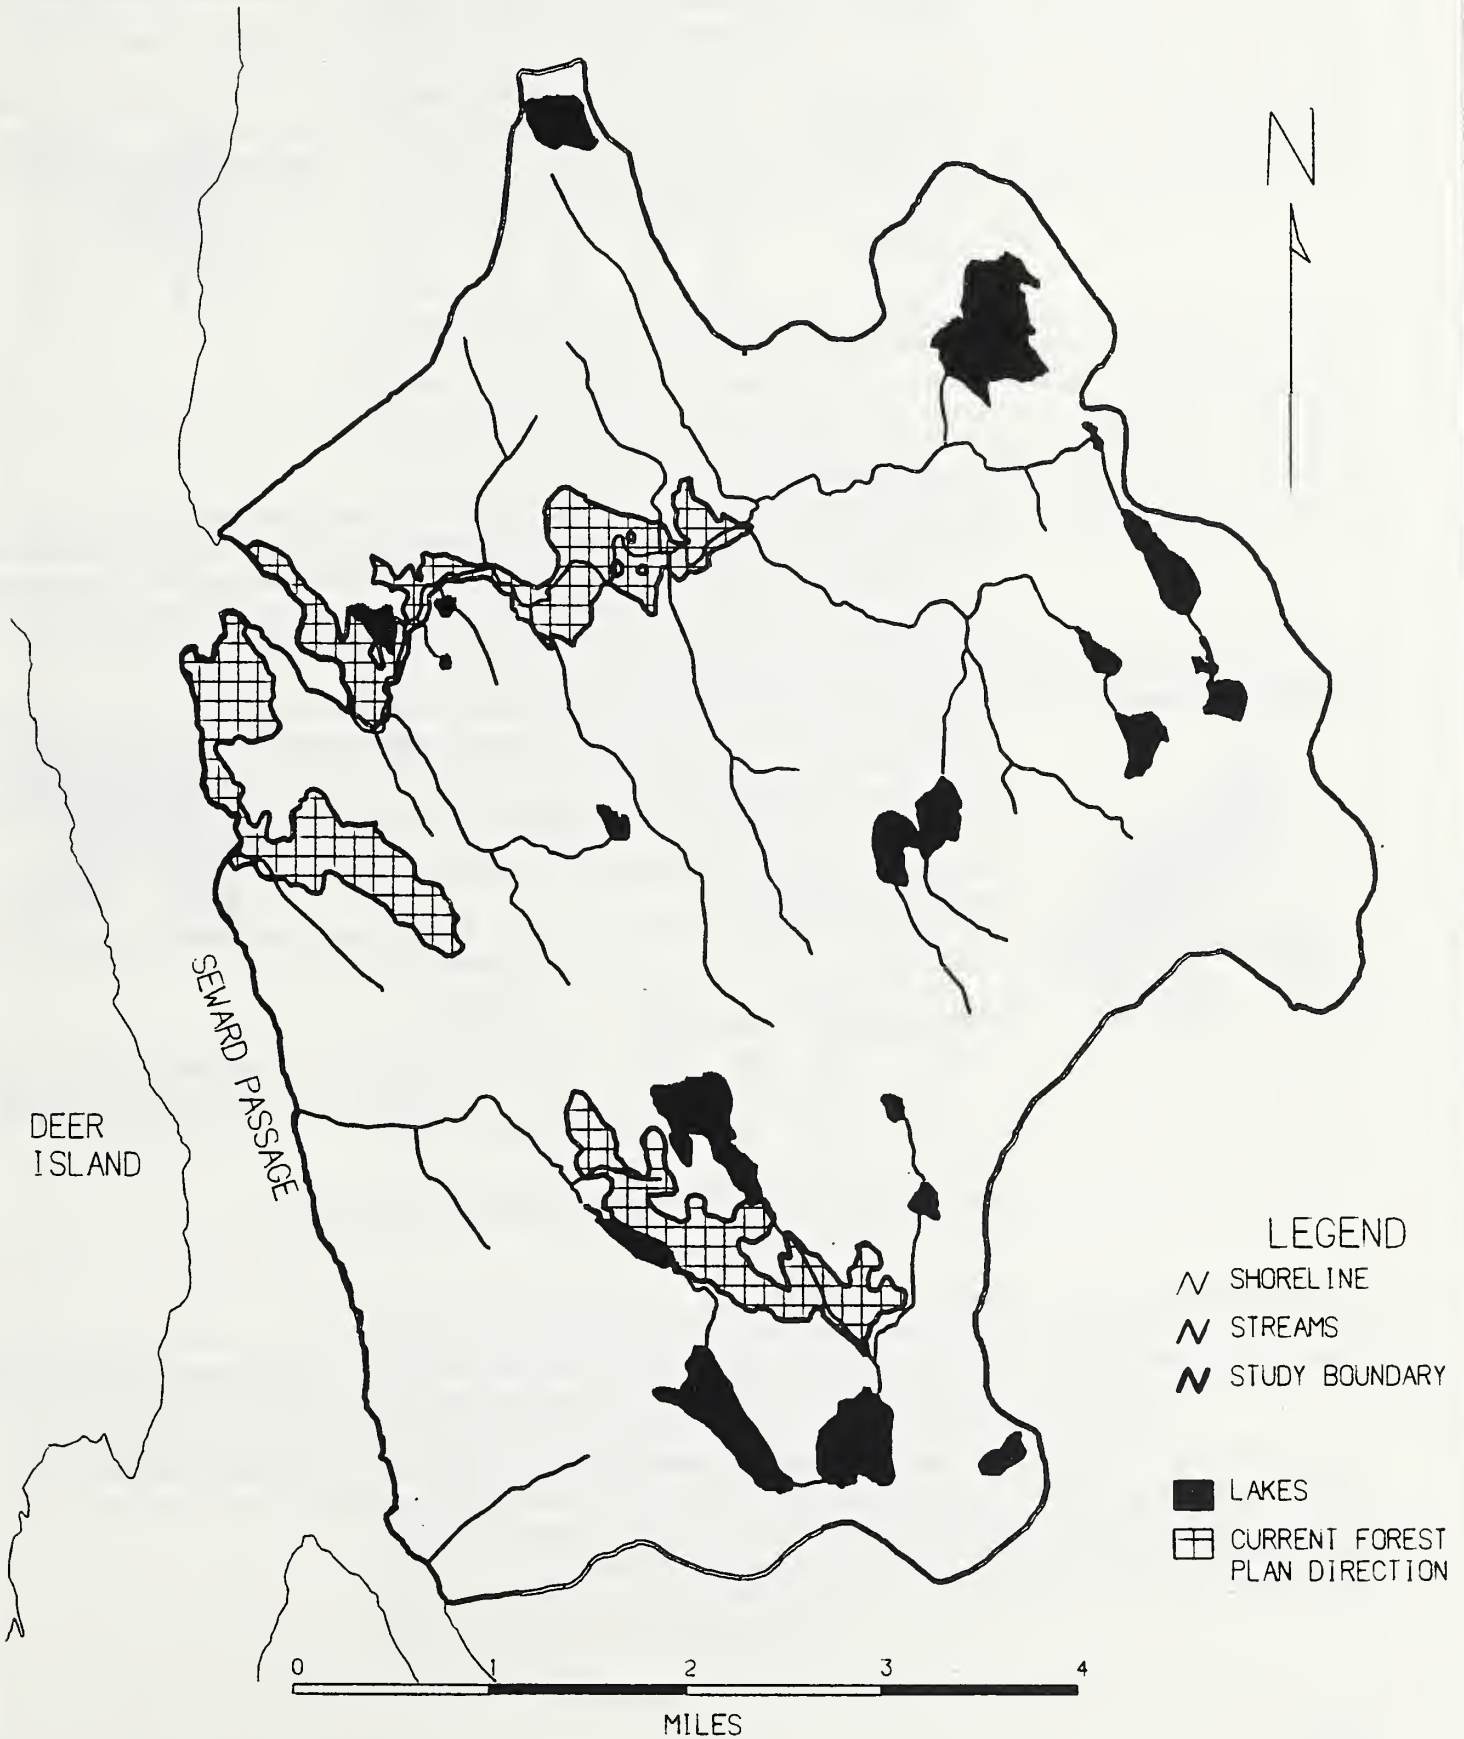 N
SEWARD PASSAGE
DEER
ISLAND
LEGEND
SHORELINE
STREAMS
STUDY BOUNDARY
LAKES
CURRENT FOREST
PLAN DIRECTION
0 1 2 3 4
MILES